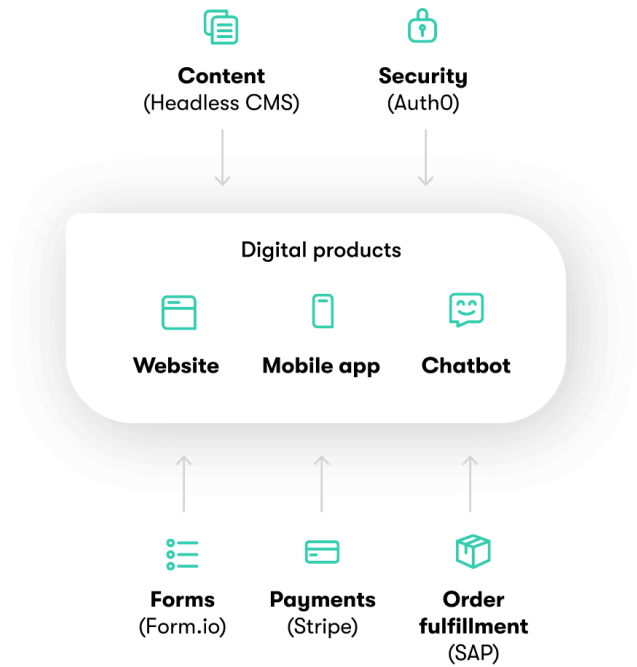 Content
(Headless CMS)
Security
(Auth0)
Digital products
Website
Mobile app
Chatbot
Forms
(Form.io)
Payments
(Stripe)
Order
fulfillment
(SAP)